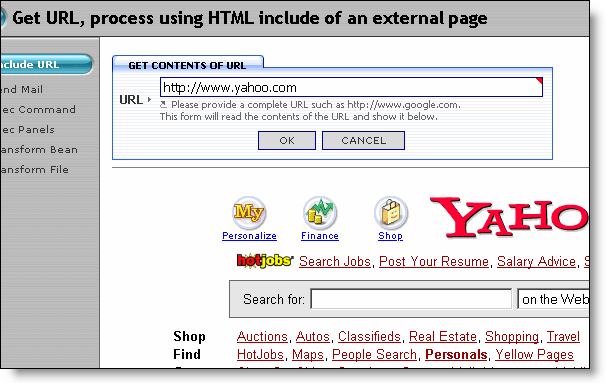 Get URL, process using HTML include of an external page
nclude URL
end Mail
ec Command
ec Panels
ansform Bean
ansform File
GET CONTENTS OF URL
URL
http://www.yahoo.com
Please provide a complete URL such as http://www.google.com.
This form will read the contents of the URL and show it below.
OK CANCEL
My
YAHO
Personalize Finance Shop
hotjobs Search Jobs, Post Your Resume, Salary Advice, S
Search for: on the Web
Shop Auctions, Autos, Classifieds, Real Estate, Shopping, Travel
Find HotJobs, Maps, People Search, Personals, Yellow Pages